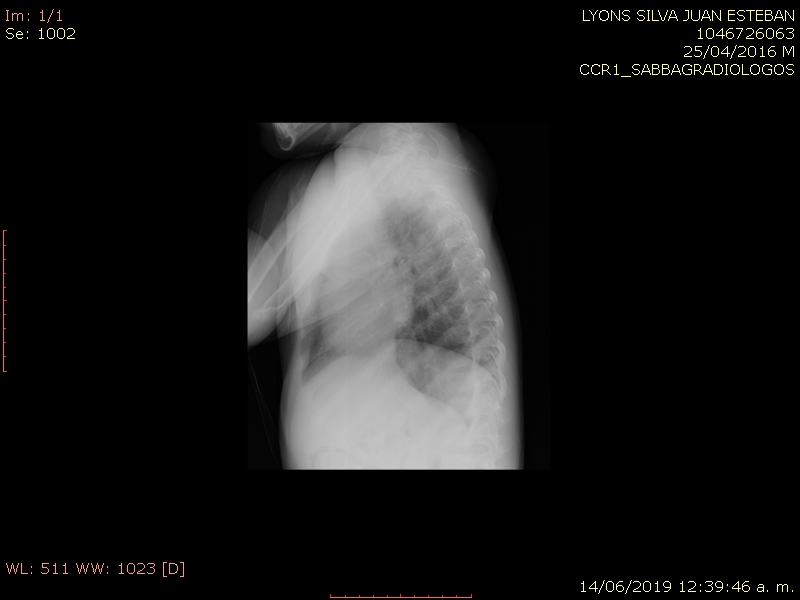 Im: 1/1
Se: 1002
LYONS SILVA JUAN ESTEBAN
1046726063
25/04/2016 M
CCR1_SABBAGRADIOLOGOS
WL: 511 WW: 1023 [D]
14/06/2019 12:39:46 a. m.